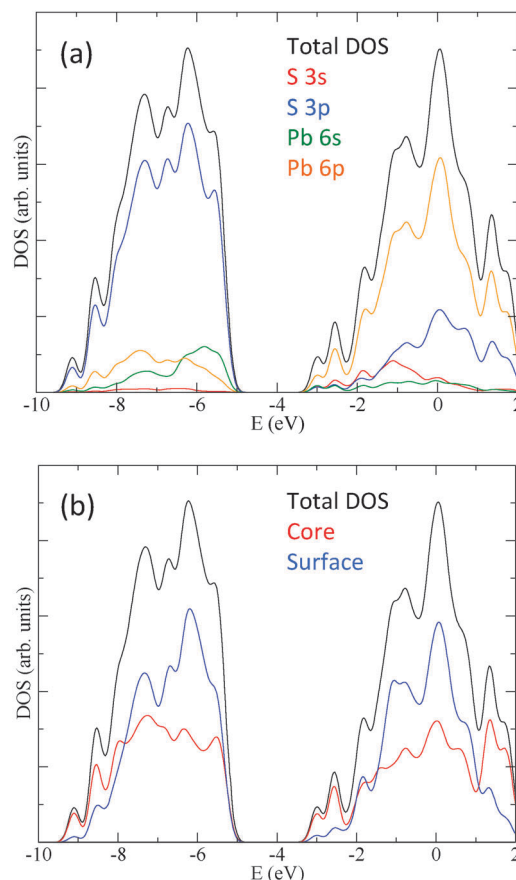 (a)
Total DOS
S 3s
S 3p
Pb 6s
Pb 6p
DOS (arb. units)
-10 -8 -6 -4 -2 0 2
E (eV)
(b)
Total DOS
Core
Surface
DOS (arb. units)
-10 -8 -6 -4 -2 0 2
E (eV)